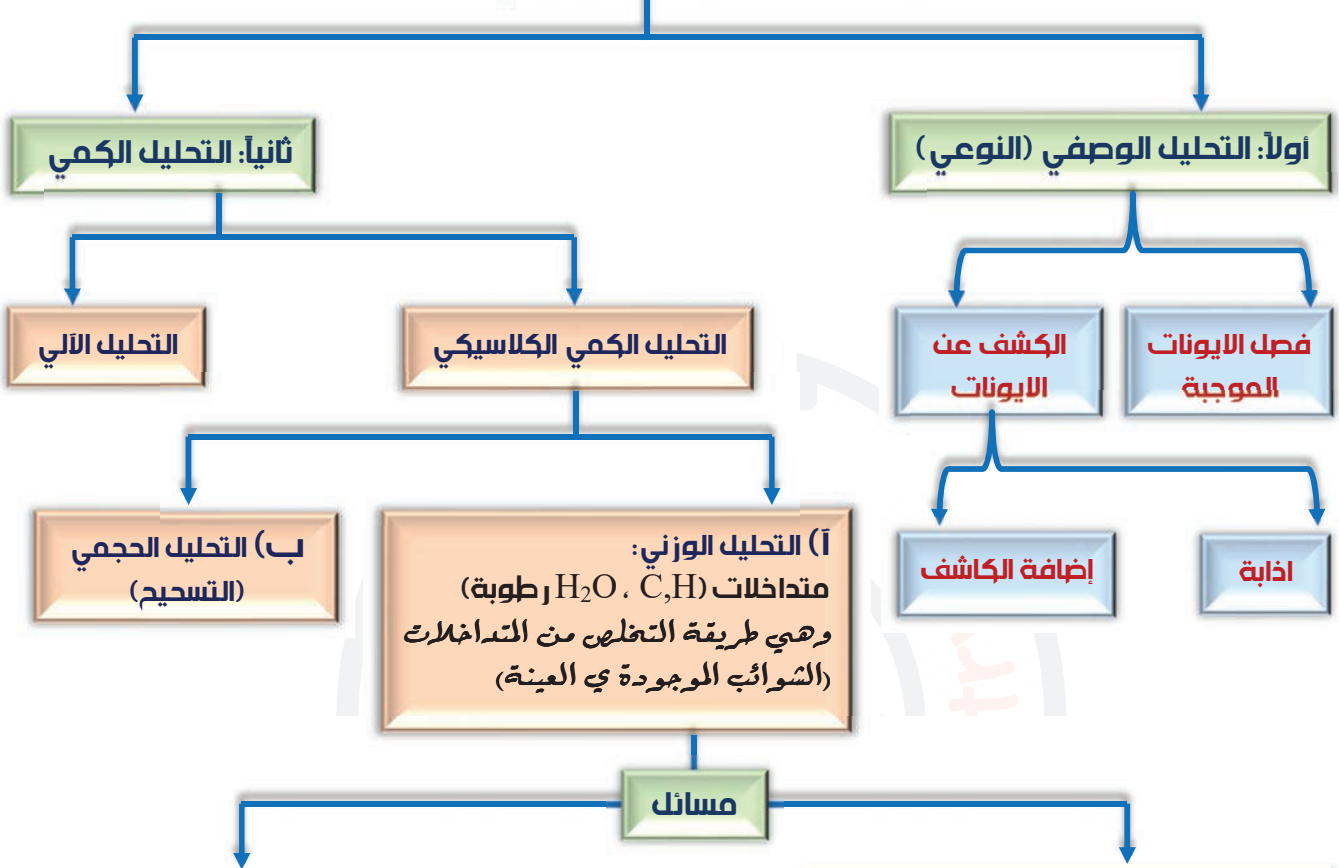 أولاً: التحليل الوصفي (النوعي)
ثانياً: التحليل الكمي
فصل الايونات
الموجبة
الكشف عن
الايونات
التحليل الكمي الكلاسيكي
التحليل الآلي
اذابة
إضافة الكاشف
أ) التحليل الوزني:
متداخلات (H₂O ، C,H رطوبة)
وهي طريقة التخلص من المتداخلات
(الشوائب الموجودة ي العينة)
ب) التحليل الحجمي
(التسحيح)
مسائل